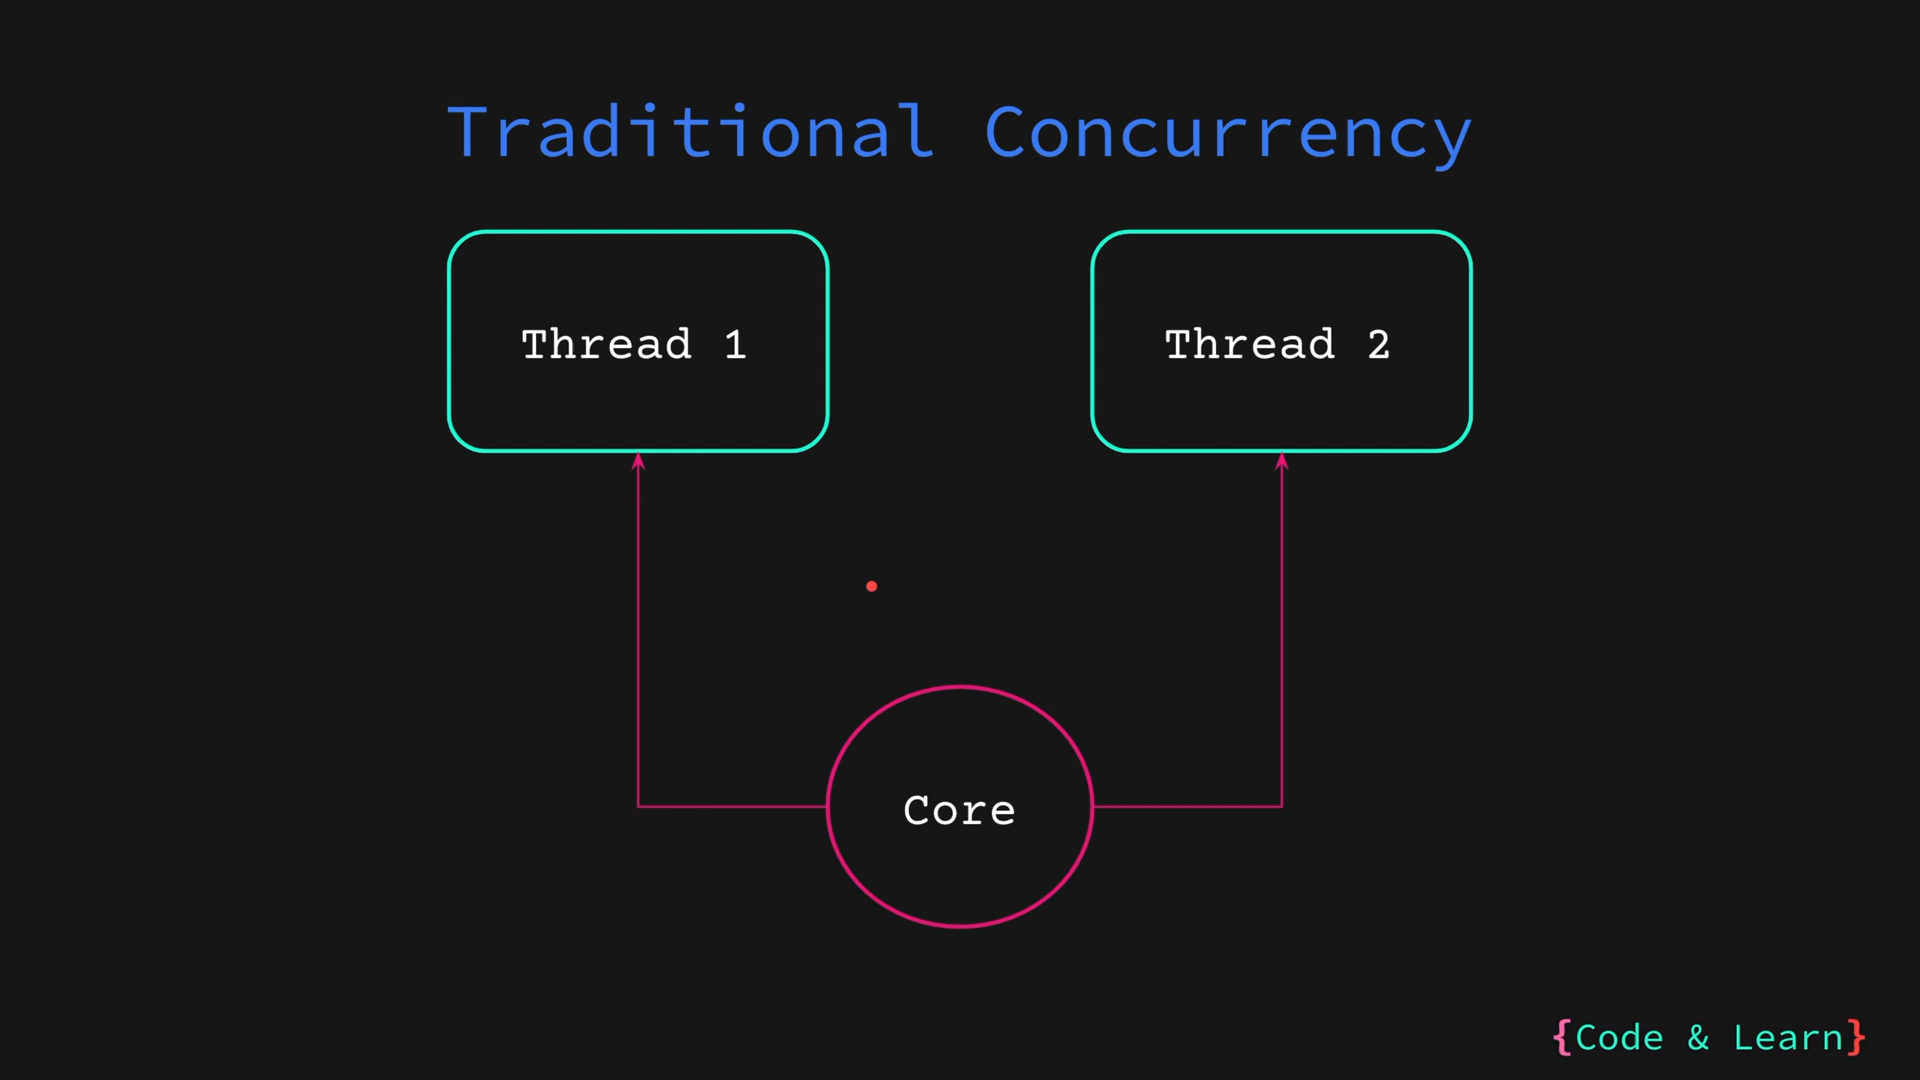 Traditional Concurrency
Thread 1
Thread 2
Core
{Code & Learn}